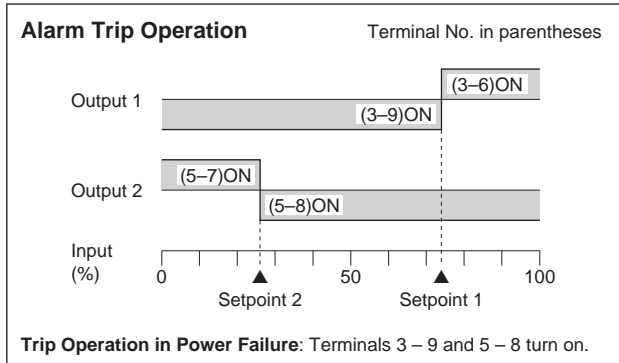 Alarm Trip Operation Terminal No. in parentheses
Output 1
(3–6)ON
(3–9)ON
Output 2
(5–7)ON
(5–8)ON
Input
(%)
0 50 100
Setpoint 2 Setpoint 1
Trip Operation in Power Failure: Terminals 3 – 9 and 5 – 8 turn on.